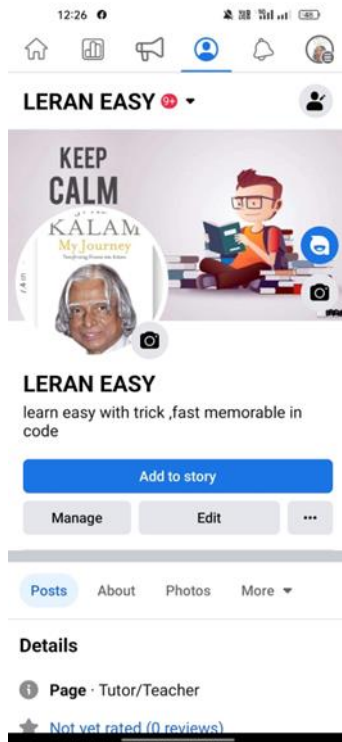 12:26
LERAN EASY 9+
KEEP
CALM
KALAM
My Journey
LERAN EASY
learn easy with trick ,fast memorable in
code
Add to story
Manage Edit ...
Posts About Photos More
Details
Page · Tutor/Teacher
Not yet rated (0 reviews)